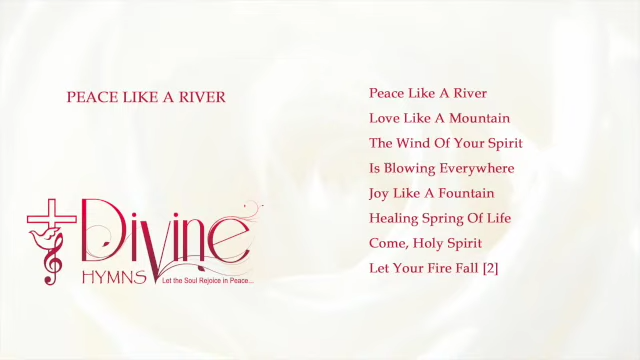 PEACE LIKE A RIVER
Divine
HYMNS
Let the Soul Rejoice in Peace...
Peace Like A River
Love Like A Mountain
The Wind Of Your Spirit
Is Blowing Everywhere
Joy Like A Fountain
Healing Spring Of Life
Come, Holy Spirit
Let Your Fire Fall [2]